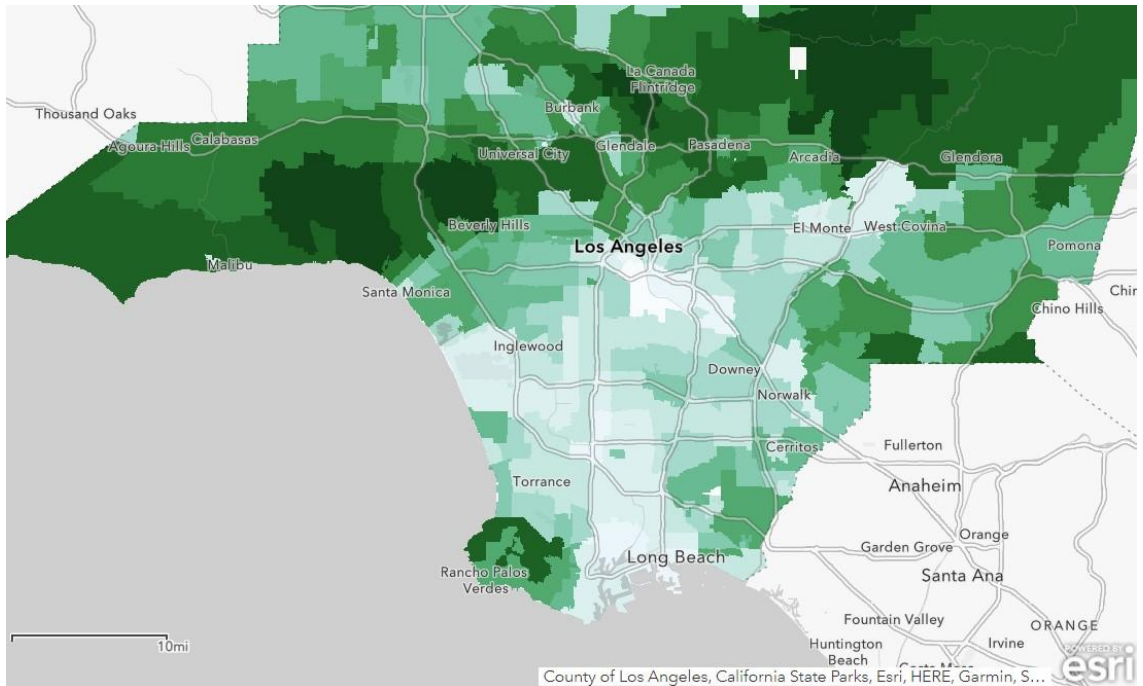 La Canada
Flintridge
Thousand Oaks
Burbank
Agoura Hills
Calabasas
Universal City
Glendale
Pasadena
Arcadia
Glendora
Beverly Hills
Los Angeles
El Monte
West Covina
Pomona
Malibu
Santa Monica
Chino Hills
Inglewood
Downey
Norwalk
Cerritos
Fullerton
Torrance
Anaheim
Orange
Garden Grove
Long Beach
Rancho Palos
Verdes
Santa Ana
Fountain Valley
ORANGE
10mi
Huntington
Beach
Irvine
POWERED BY
esri
County of Los Angeles, California State Parks, Esri, HERE, Garmin, S...